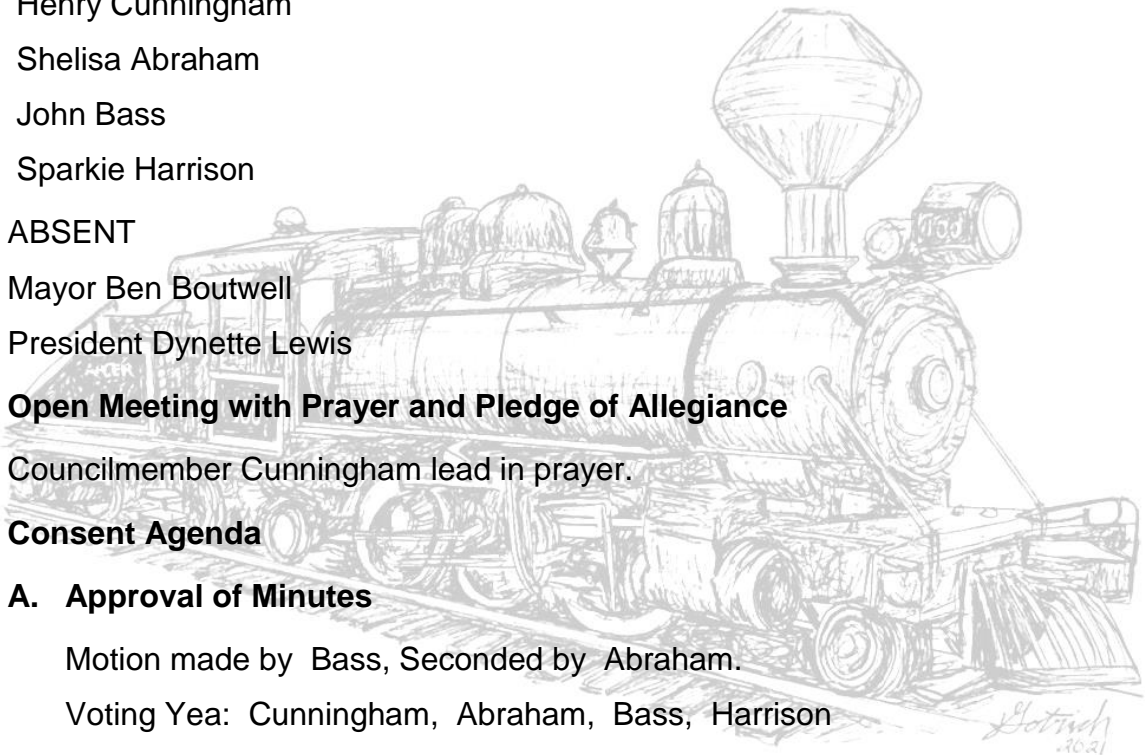 Henry Cunningham
Shelisa Abraham
John Bass
Sparkie Harrison
ABSENT
Mayor Ben Boutwell
President Dynette Lewis
Open Meeting with Prayer and Pledge of Allegiance
Councilmember Cunningham lead in prayer.
Consent Agenda
A. Approval of Minutes
Motion made by Bass, Seconded by Abraham.
Voting Yea: Cunningham, Abraham, Bass, Harrison
Gotrich
2021